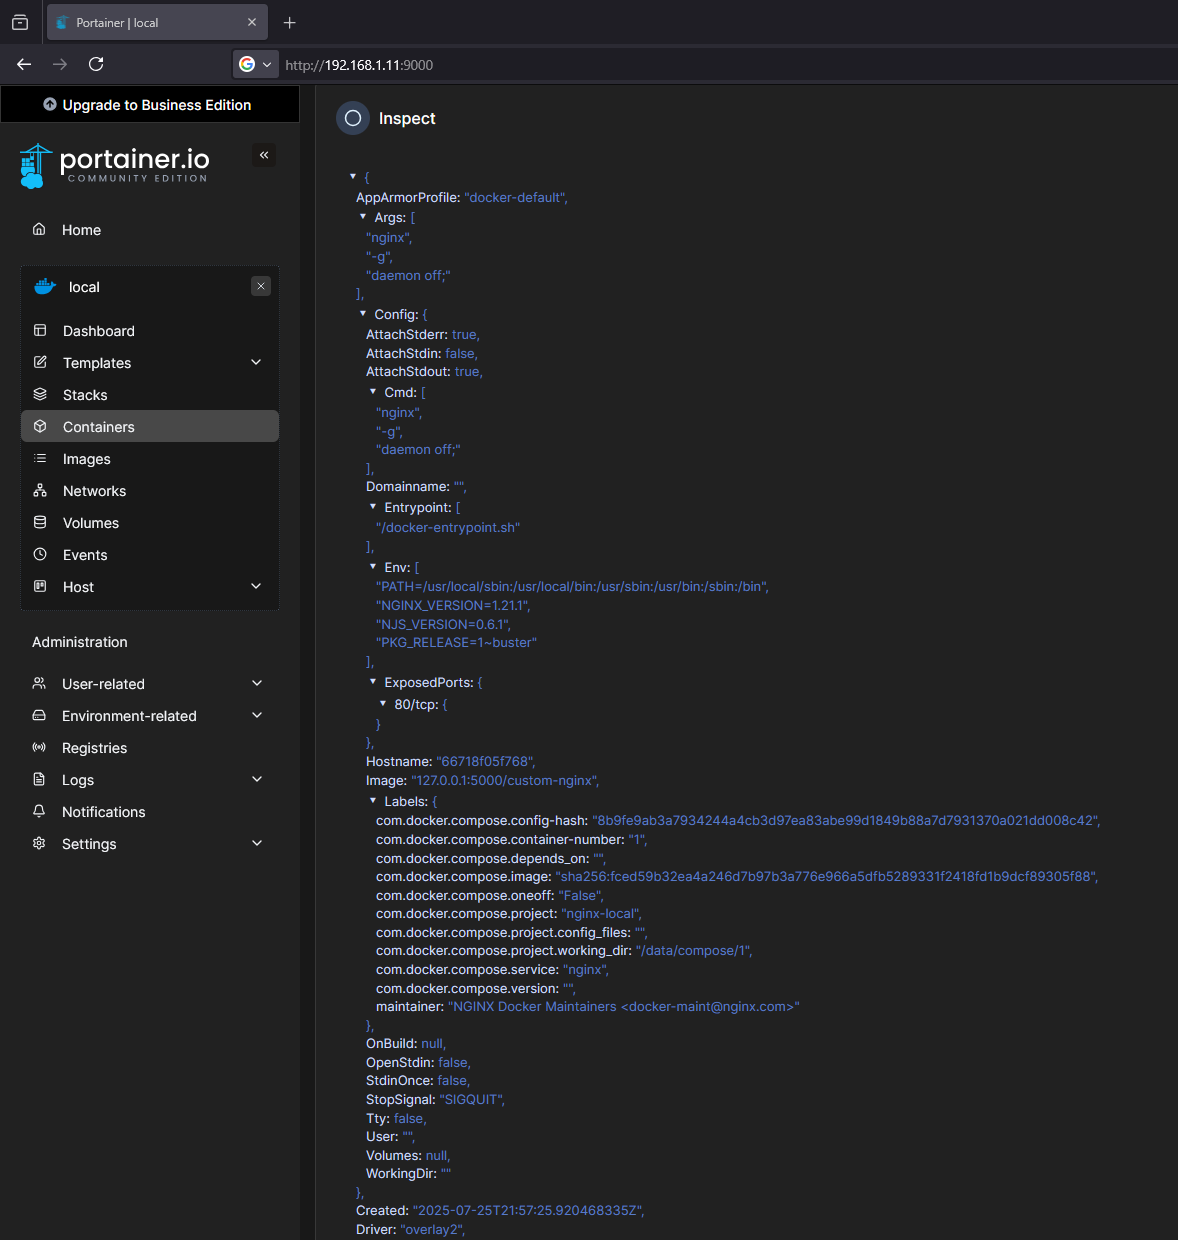 Portainer | local
http://192.168.1.11:9000
Upgrade to Business Edition
portainer.io
COMMUNITY EDITION
Home
local
Dashboard
Templates
Stacks
Containers
Images
Networks
Volumes
Events
Host
Administration
User-related
Environment-related
Registries
Logs
Notifications
Settings
Inspect
{
AppArmorProfile: "docker-default",
Args: [
"nginx",
"-g",
"daemon off;"
],
Config: {
AttachStderr: true,
AttachStdin: false,
AttachStdout: true,
Cmd: [
"nginx",
"-g",
"daemon off;"
],
Domainname: "",
Entrypoint: [
"/docker-entrypoint.sh"
],
Env: [
"PATH=/usr/local/sbin:/usr/local/bin:/usr/sbin:/usr/bin:/sbin:/bin",
"NGINX_VERSION=1.21.1",
"NJS_VERSION=0.6.1",
"PKG_RELEASE=1~buster"
],
ExposedPorts: {
80/tcp: {
}
},
Hostname: "66718f05f768",
Image: "127.0.0.1:5000/custom-nginx",
Labels: {
com.docker.compose.config-hash: "8b9fe9ab3a7934244a4cb3d97ea83abe99d1849b88a7d7931370a021dd008c42",
com.docker.compose.container-number: "1",
com.docker.compose.depends_on: "",
com.docker.compose.image: "sha256:fced59b32ea4a246d7b97b3a776e966a5dfb5289331f2418fd1b9dcf89305f88",
com.docker.compose.oneoff: "False",
com.docker.compose.project: "nginx-local",
com.docker.compose.project.config_files: "",
com.docker.compose.project.working_dir: "/data/compose/1",
com.docker.compose.service: "nginx",
com.docker.compose.version: "",
maintainer: "NGINX Docker Maintainers <docker-maint@nginx.com>"
},
OnBuild: null,
OpenStdin: false,
StdinOnce: false,
StopSignal: "SIGQUIT",
Tty: false,
User: "",
Volumes: null,
WorkingDir: ""
},
Created: "2025-07-25T21:57:25.920468335Z",
Driver: "overlay2",